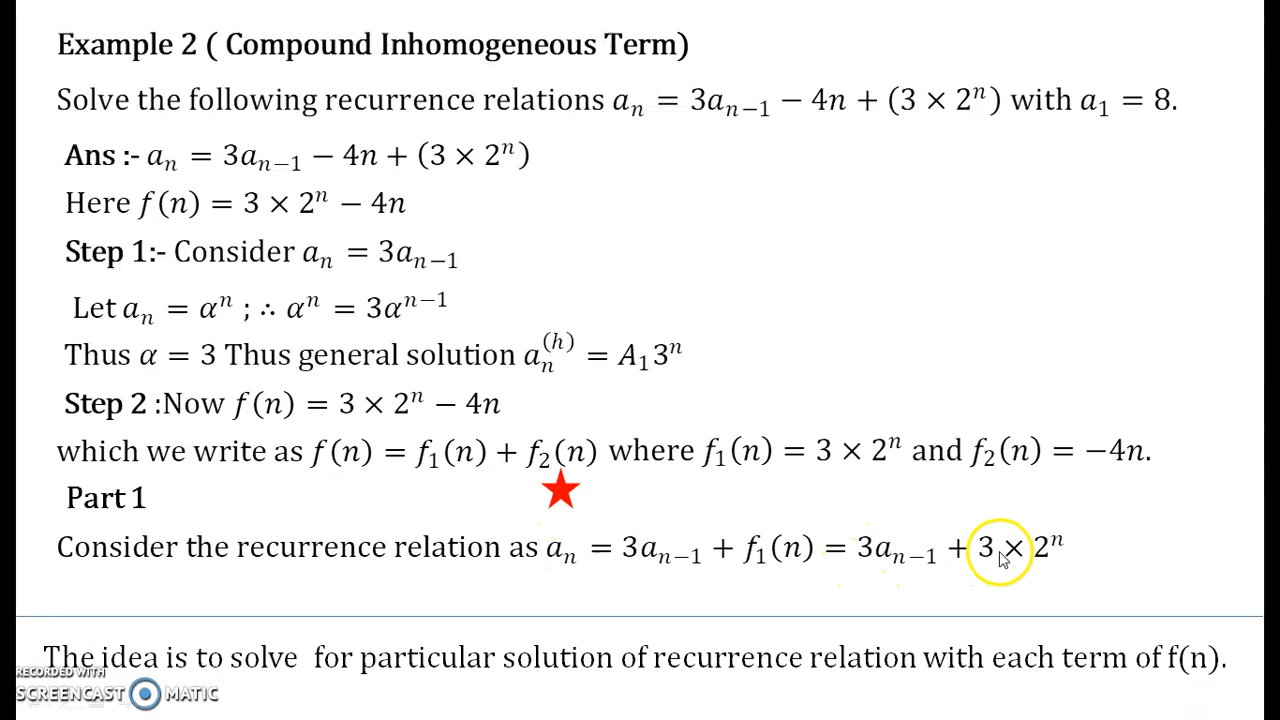 Example 2 ( Compound Inhomogeneous Term)
Solve the following recurrence relations aₙ = 3aₙ₋₁ − 4n + (3 × 2ⁿ) with a₁ = 8.
Ans :- aₙ = 3aₙ₋₁ − 4n + (3 × 2ⁿ)
Here f(n) = 3 × 2ⁿ − 4n
Step 1:- Consider aₙ = 3aₙ₋₁
Let aₙ = αⁿ ; ∴ αⁿ = 3αⁿ⁻¹
Thus α = 3 Thus general solution aₙ⁽ʰ⁾ = A₁3ⁿ
Step 2 :Now f(n) = 3 × 2ⁿ − 4n
which we write as f(n) = f₁(n) + f₂(n) where f₁(n) = 3 × 2ⁿ and f₂(n) = −4n.
Part 1
Consider the recurrence relation as aₙ = 3aₙ₋₁ + f₁(n) = 3aₙ₋₁ + 3 × 2ⁿ
The idea is to solve for particular solution of recurrence relation with each term of f(n).
RECORDED WITH
SCREENCAST MATIC